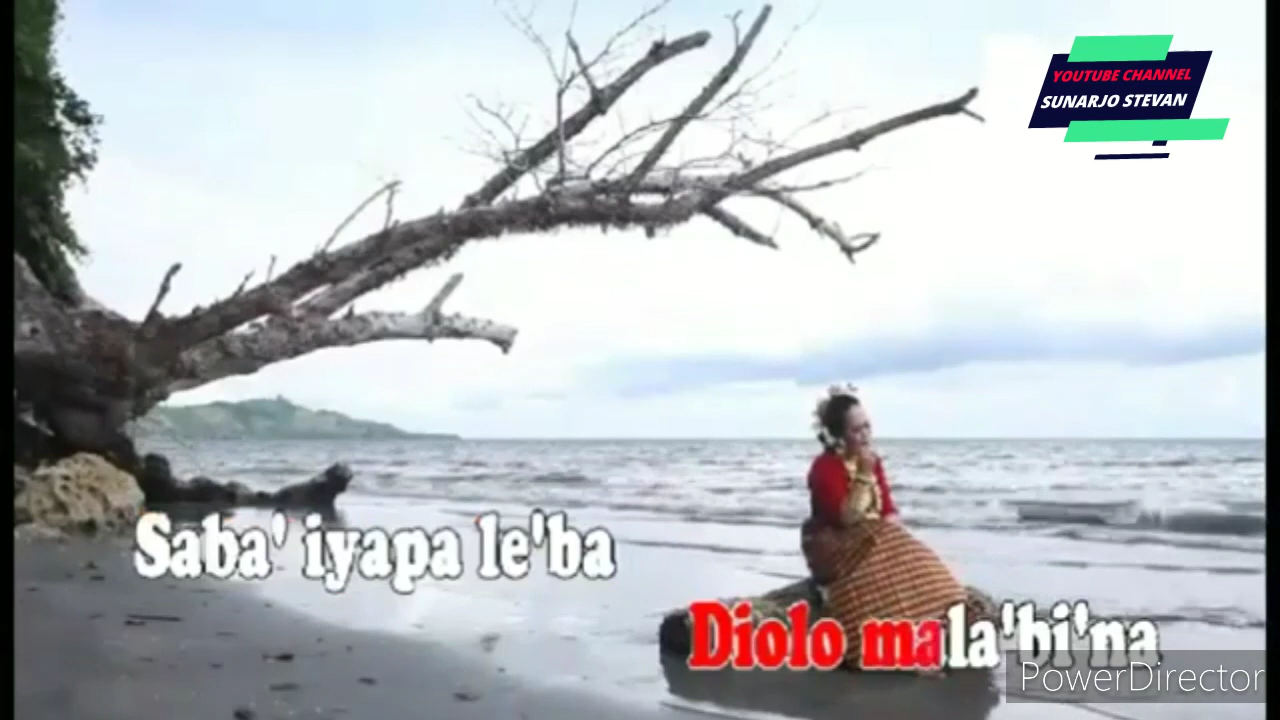 YOUTUBE CHANNEL
SUNARJO STEVAN
Saba' iyapa le'ba
Diolo mala'bi'na
PowerDirector